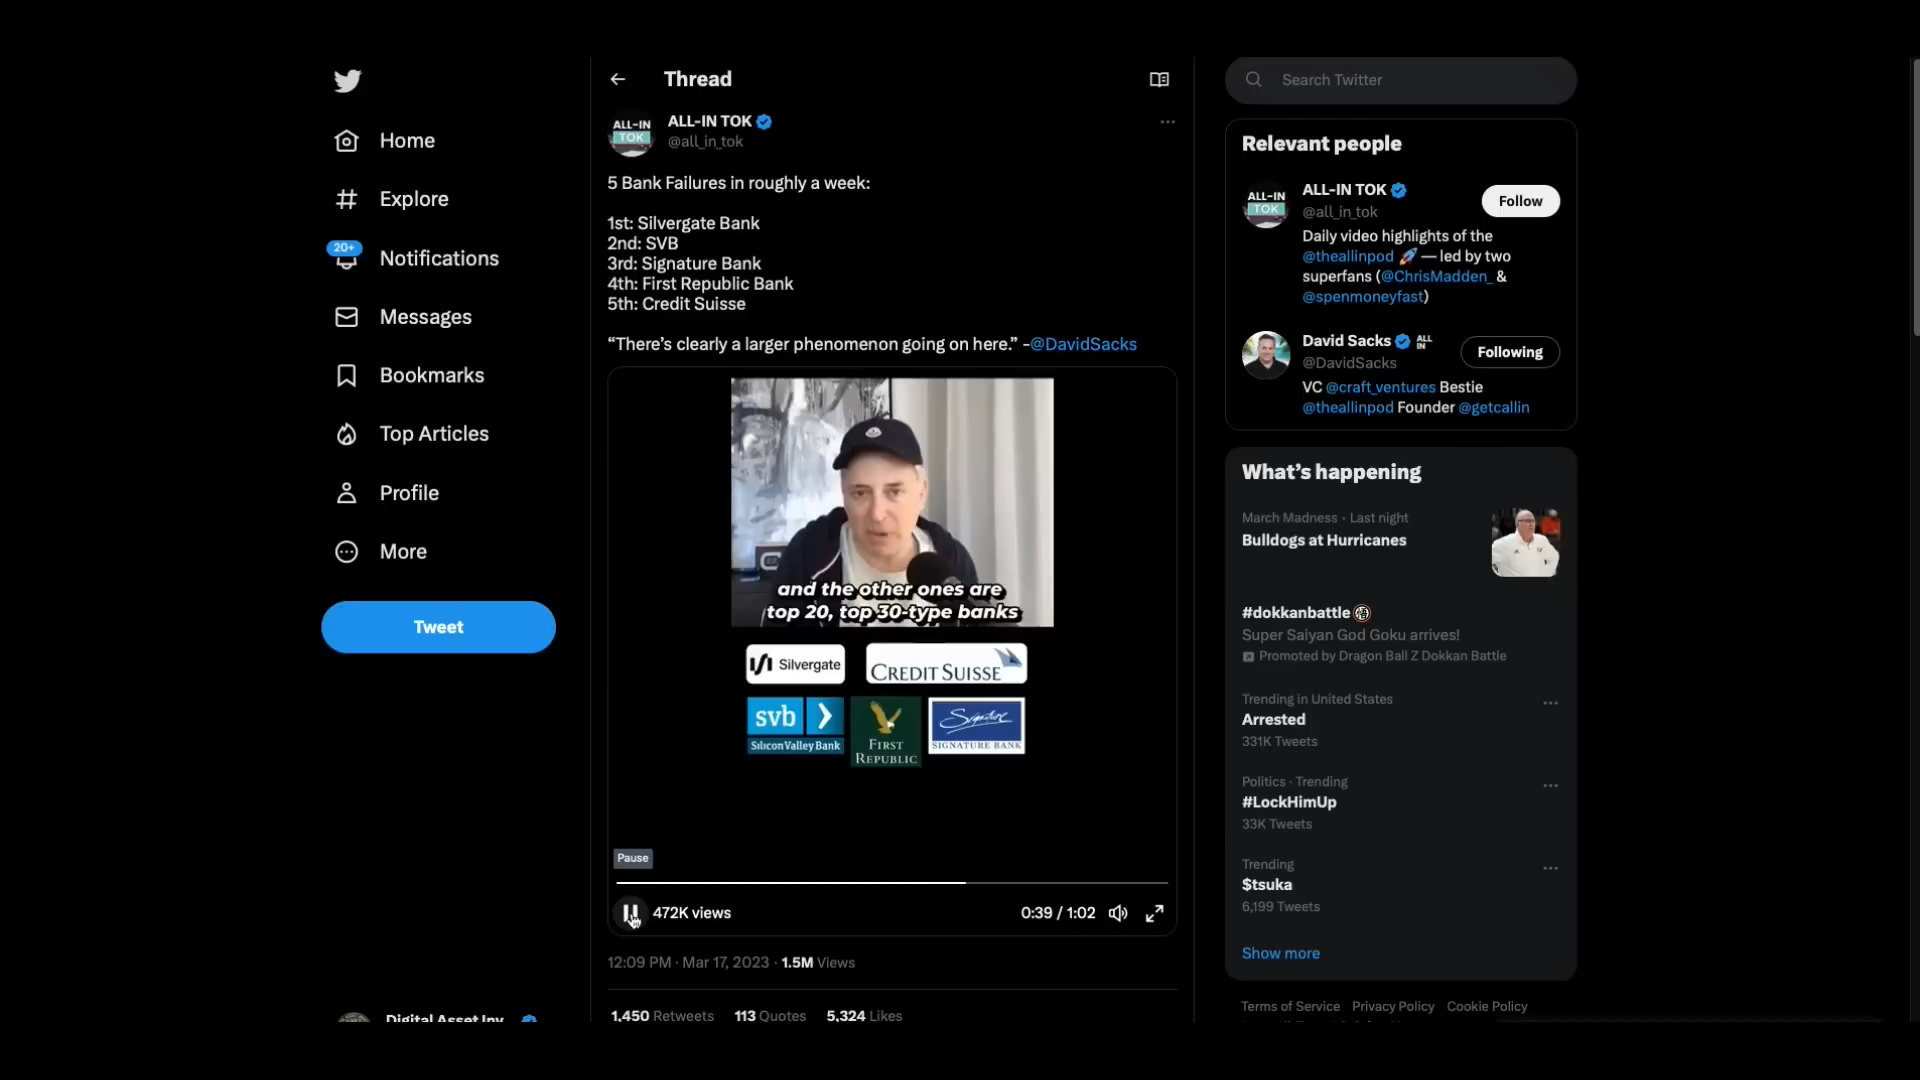 Home
Explore
20+
Notifications
Messages
Bookmarks
Top Articles
Profile
More
Tweet
Digital Asset Inv
Thread
ALL-IN TOK
ALL-IN TOK
@all_in_tok
5 Bank Failures in roughly a week:
1st: Silvergate Bank
2nd: SVB
3rd: Signature Bank
4th: First Republic Bank
5th: Credit Suisse
“There’s clearly a larger phenomenon going on here.” -@DavidSacks
and the other ones are
top 20, top 30-type banks
Silvergate
CREDIT SUISSE
svb
Silicon Valley Bank
FIRST
REPUBLIC
Signature
SIGNATURE BANK
Pause
472K views
0:39 / 1:02
12:09 PM · Mar 17, 2023 · 1.5M Views
1,450 Retweets 113 Quotes 5,324 Likes
Search Twitter
Relevant people
ALL-IN TOK
ALL-IN TOK
@all_in_tok
Follow
Daily video highlights of the
@theallinpod 🚀 — led by two
superfans (@ChrisMadden_ &
@spenmoneyfast)
David Sacks ALL IN
@DavidSacks
Following
VC @craft_ventures Bestie
@theallinpod Founder @getcallin
What’s happening
March Madness · Last night
Bulldogs at Hurricanes
#dokkanbattle
Super Saiyan God Goku arrives!
Promoted by Dragon Ball Z Dokkan Battle
Trending in United States
Arrested
331K Tweets
Politics · Trending
#LockHimUp
33K Tweets
Trending
$tsuka
6,199 Tweets
Show more
Terms of Service Privacy Policy Cookie Policy